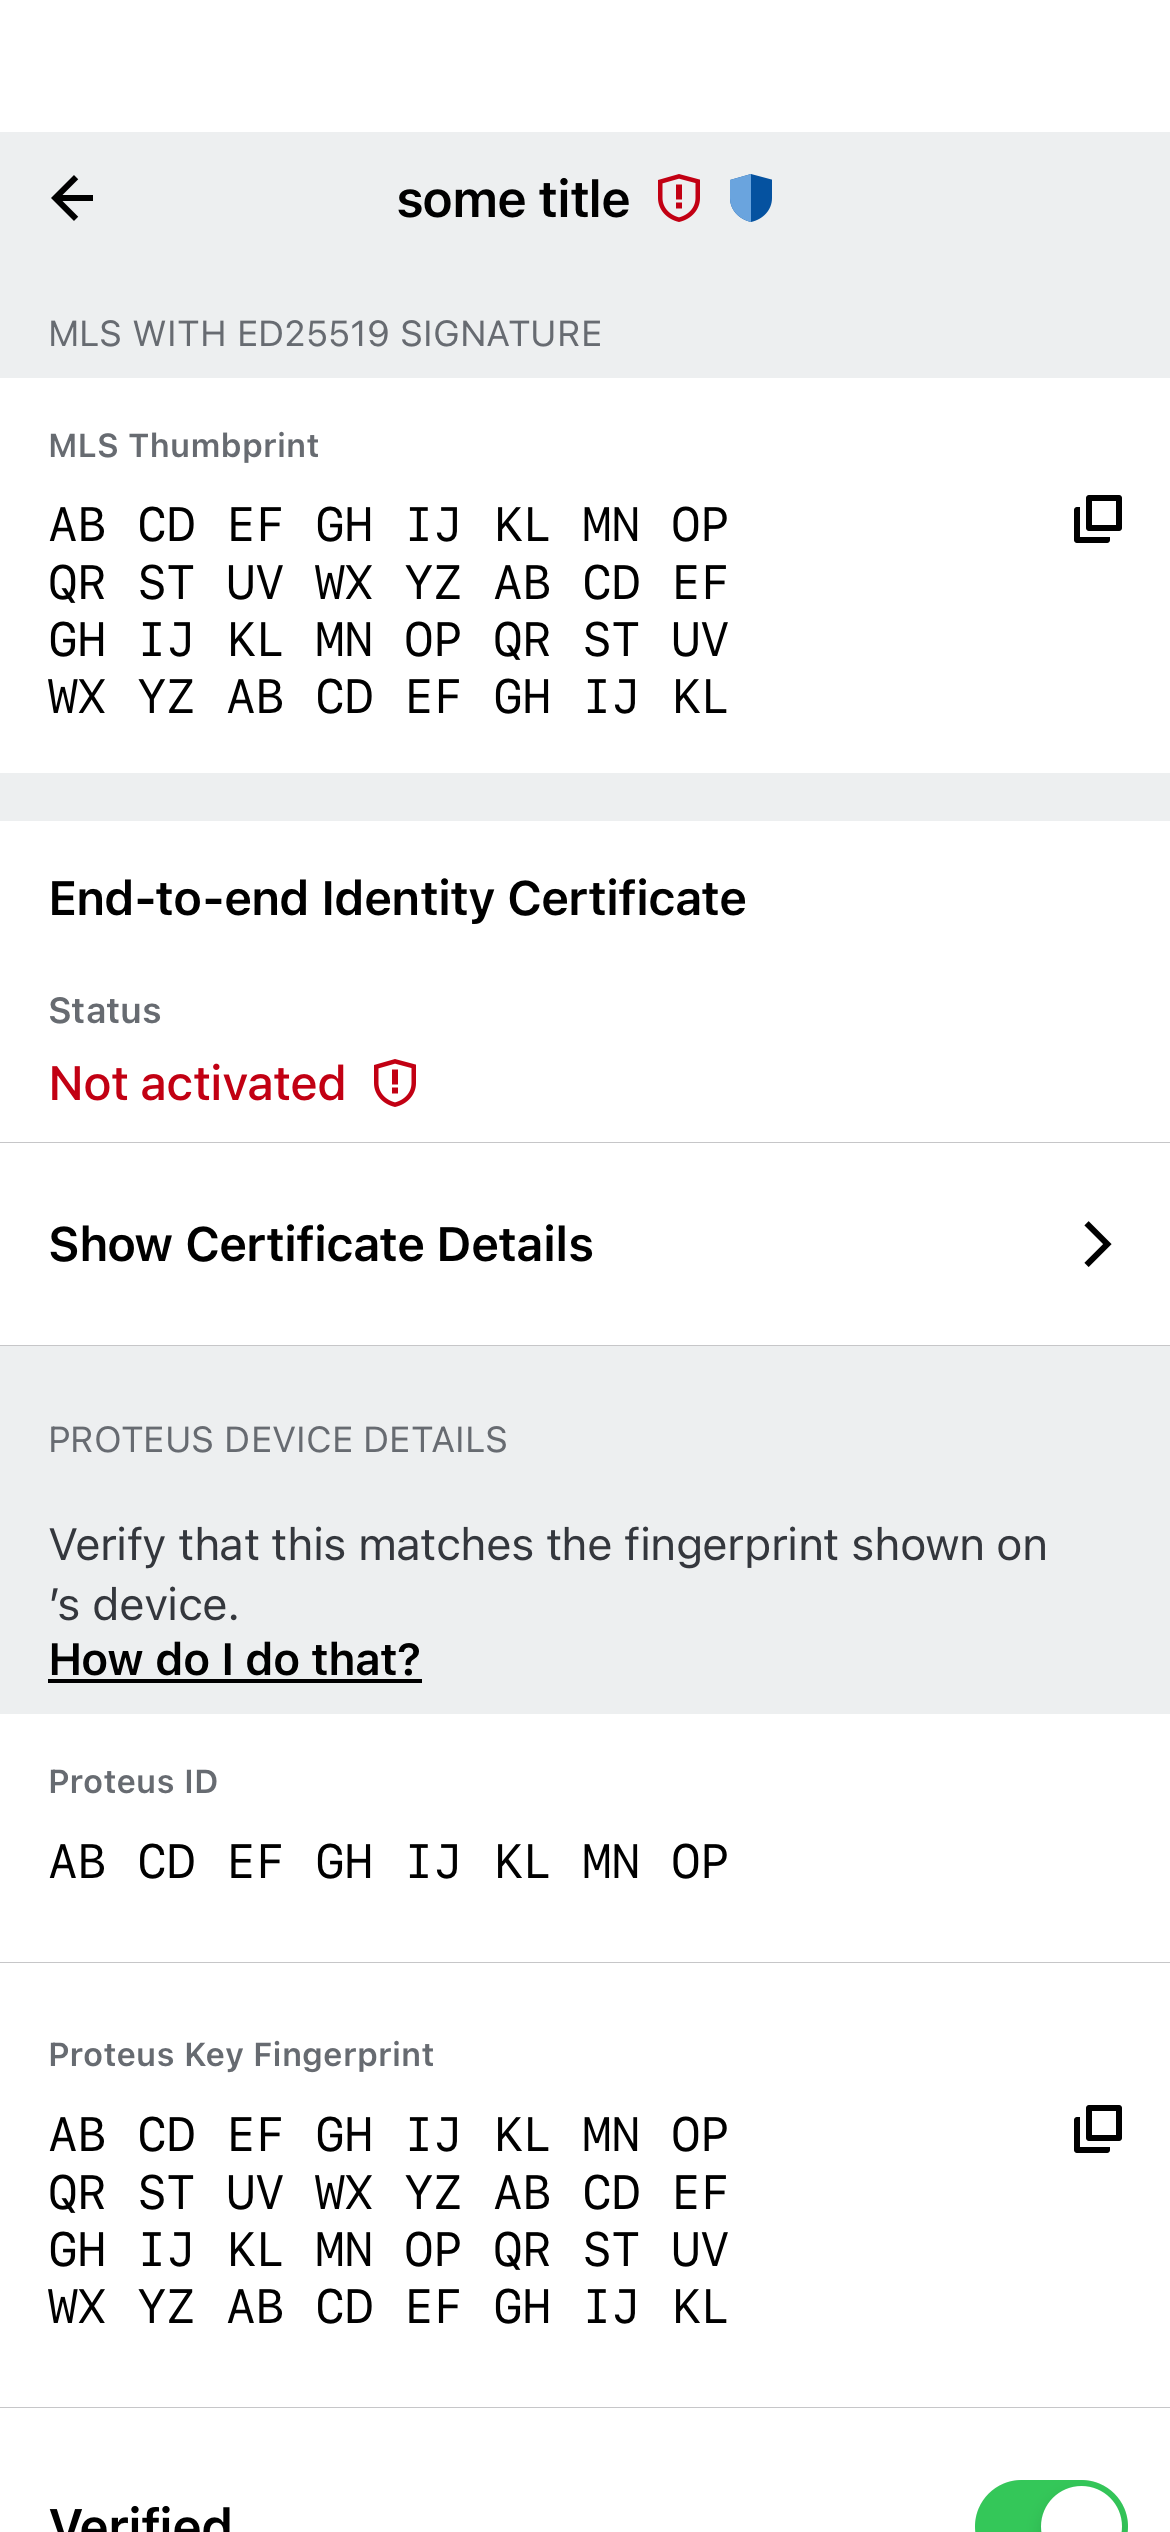 some title
MLS WITH ED25519 SIGNATURE
MLS Thumbprint
AB CD EF GH IJ KL MN OP
QR ST UV WX YZ AB CD EF
GH IJ KL MN OP QR ST UV
WX YZ AB CD EF GH IJ KL
End-to-end Identity Certificate
Status
Not activated
Show Certificate Details
PROTEUS DEVICE DETAILS
Verify that this matches the fingerprint shown on
’s device.
How do I do that?
Proteus ID
AB CD EF GH IJ KL MN OP
Proteus Key Fingerprint
AB CD EF GH IJ KL MN OP
QR ST UV WX YZ AB CD EF
GH IJ KL MN OP QR ST UV
WX YZ AB CD EF GH IJ KL
Verified